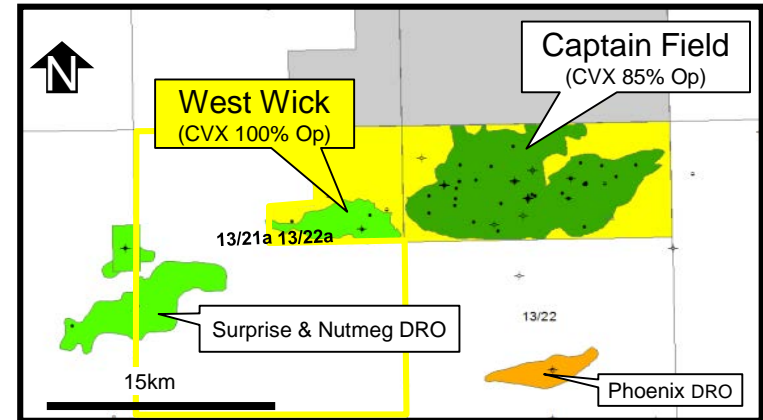 N
Captain Field
(CVX 85% Op)
West Wick
(CVX 100% Op)
13/21a 13/22a
Surprise & Nutmeg DRO
13/22
15km
Phoenix DRO